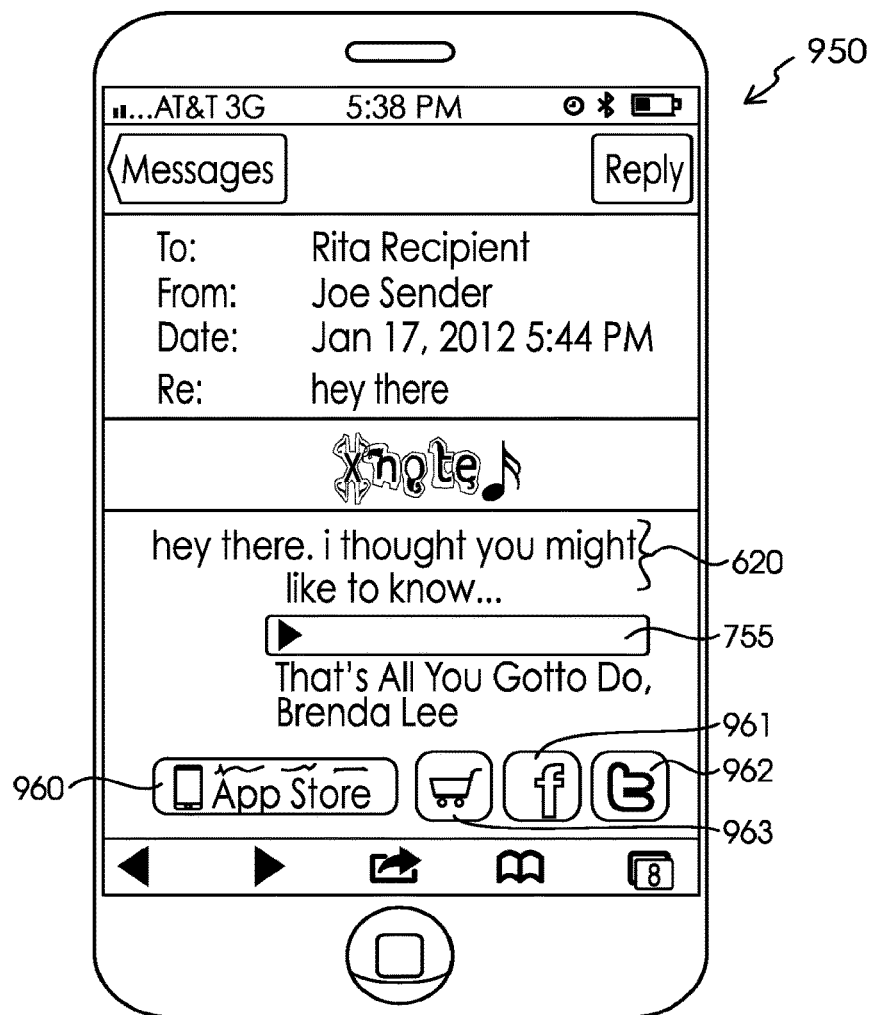 950
...AT&T 3G 5:38 PM
Messages Reply
To: Rita Recipient
From: Joe Sender
Date: Jan 17, 2012 5:44 PM
Re: hey there
xnote
hey there. i thought you might
like to know...
620
755
That's All You Gotto Do,
Brenda Lee
961
960 App Store f t 962
963
8